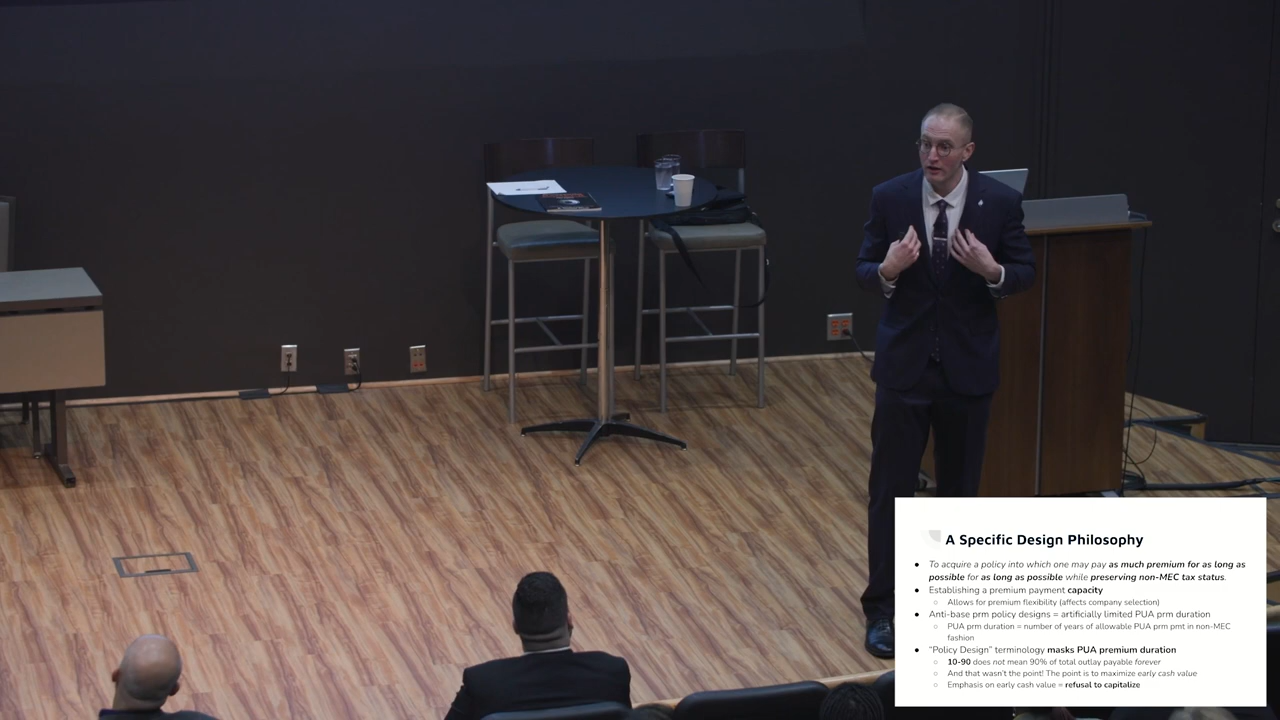 A Specific Design Philosophy
• To acquire a policy into which one may pay as much premium for as long as
possible for as long as possible while preserving non-MEC tax status.
• Establishing a premium payment capacity
○ Allows for premium flexibility (affects company selection)
• Anti-base prm policy designs = artificially limited PUA prm duration
○ PUA prm duration = number of years of allowable PUA prm pmt in non-MEC
fashion
• “Policy Design” terminology masks PUA premium duration
○ 10-90 does not mean 90% of total outlay payable forever
○ And that wasn’t the point! The point is to maximize early cash value
○ Emphasis on early cash value = refusal to capitalize